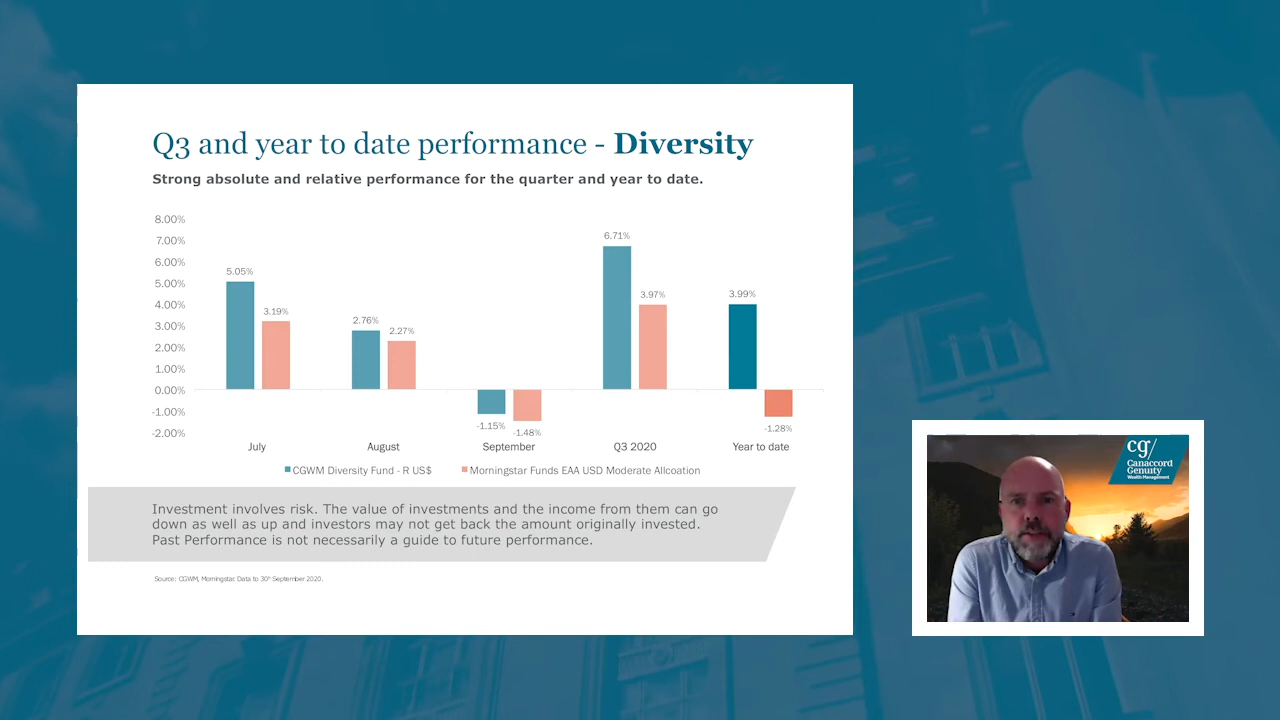 Q3 and year to date performance - Diversity
Strong absolute and relative performance for the quarter and year to date.
8.00%
7.00%
6.00%
5.00%
4.00%
3.00%
2.00%
1.00%
0.00%
-1.00%
-2.00%
5.05%
3.19%
2.76%
2.27%
-1.15%
-1.48%
6.71%
3.97%
3.99%
-1.28%
July
August
September
Q3 2020
Year to date
CGWM Diversity Fund - R US$
Morningstar Funds EAA USD Moderate Allcoation
Investment involves risk. The value of investments and the income from them can go
down as well as up and investors may not get back the amount originally invested.
Past Performance is not necessarily a guide to future performance.
Source: CGWM, Morningstar. Data to 30th September 2020.
cg/
Canaccord
Genuity
Wealth Management